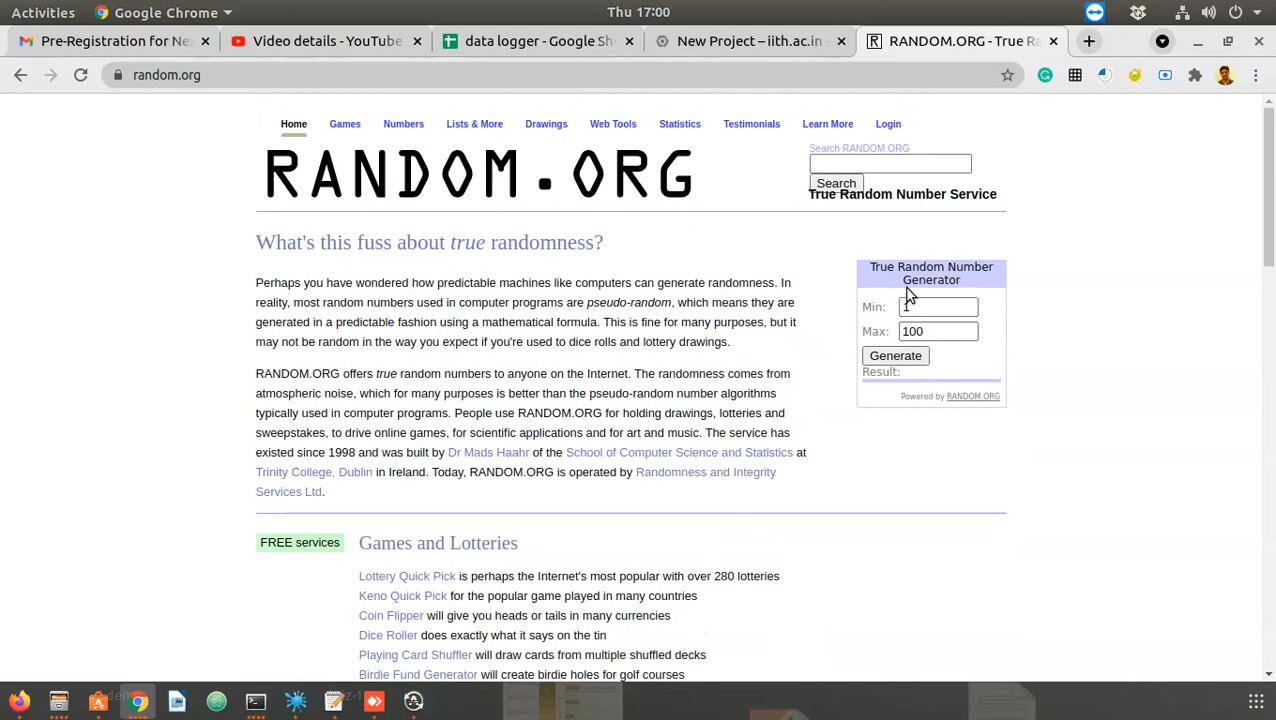 Activities Google Chrome Thu 17:00
Pre-Registration for Ne Video details - YouTube data logger - Google Sh New Project – iith.ac.in - RANDOM.ORG - True Ra
random.org
Home Games Numbers Lists & More Drawings Web Tools Statistics Testimonials Learn More Login
Search RANDOM.ORG
RANDOM.ORG
Search
True Random Number Service
What's this fuss about true randomness?
Perhaps you have wondered how predictable machines like computers can generate randomness. In
reality, most random numbers used in computer programs are pseudo-random, which means they are
generated in a predictable fashion using a mathematical formula. This is fine for many purposes, but it
may not be random in the way you expect if you're used to dice rolls and lottery drawings.
RANDOM.ORG offers true random numbers to anyone on the Internet. The randomness comes from
atmospheric noise, which for many purposes is better than the pseudo-random number algorithms
typically used in computer programs. People use RANDOM.ORG for holding drawings, lotteries and
sweepstakes, to drive online games, for scientific applications and for art and music. The service has
existed since 1998 and was built by Dr Mads Haahr of the School of Computer Science and Statistics at
Trinity College, Dublin in Ireland. Today, RANDOM.ORG is operated by Randomness and Integrity
Services Ltd.
True Random Number
Generator
Min: 1
Max: 100
Generate
Result:
Powered by RANDOM.ORG
FREE services
Games and Lotteries
Lottery Quick Pick is perhaps the Internet's most popular with over 280 lotteries
Keno Quick Pick for the popular game played in many countries
Coin Flipper will give you heads or tails in many currencies
Dice Roller does exactly what it says on the tin
Playing Card Shuffler will draw cards from multiple shuffled decks
Birdie Fund Generator will create birdie holes for golf courses